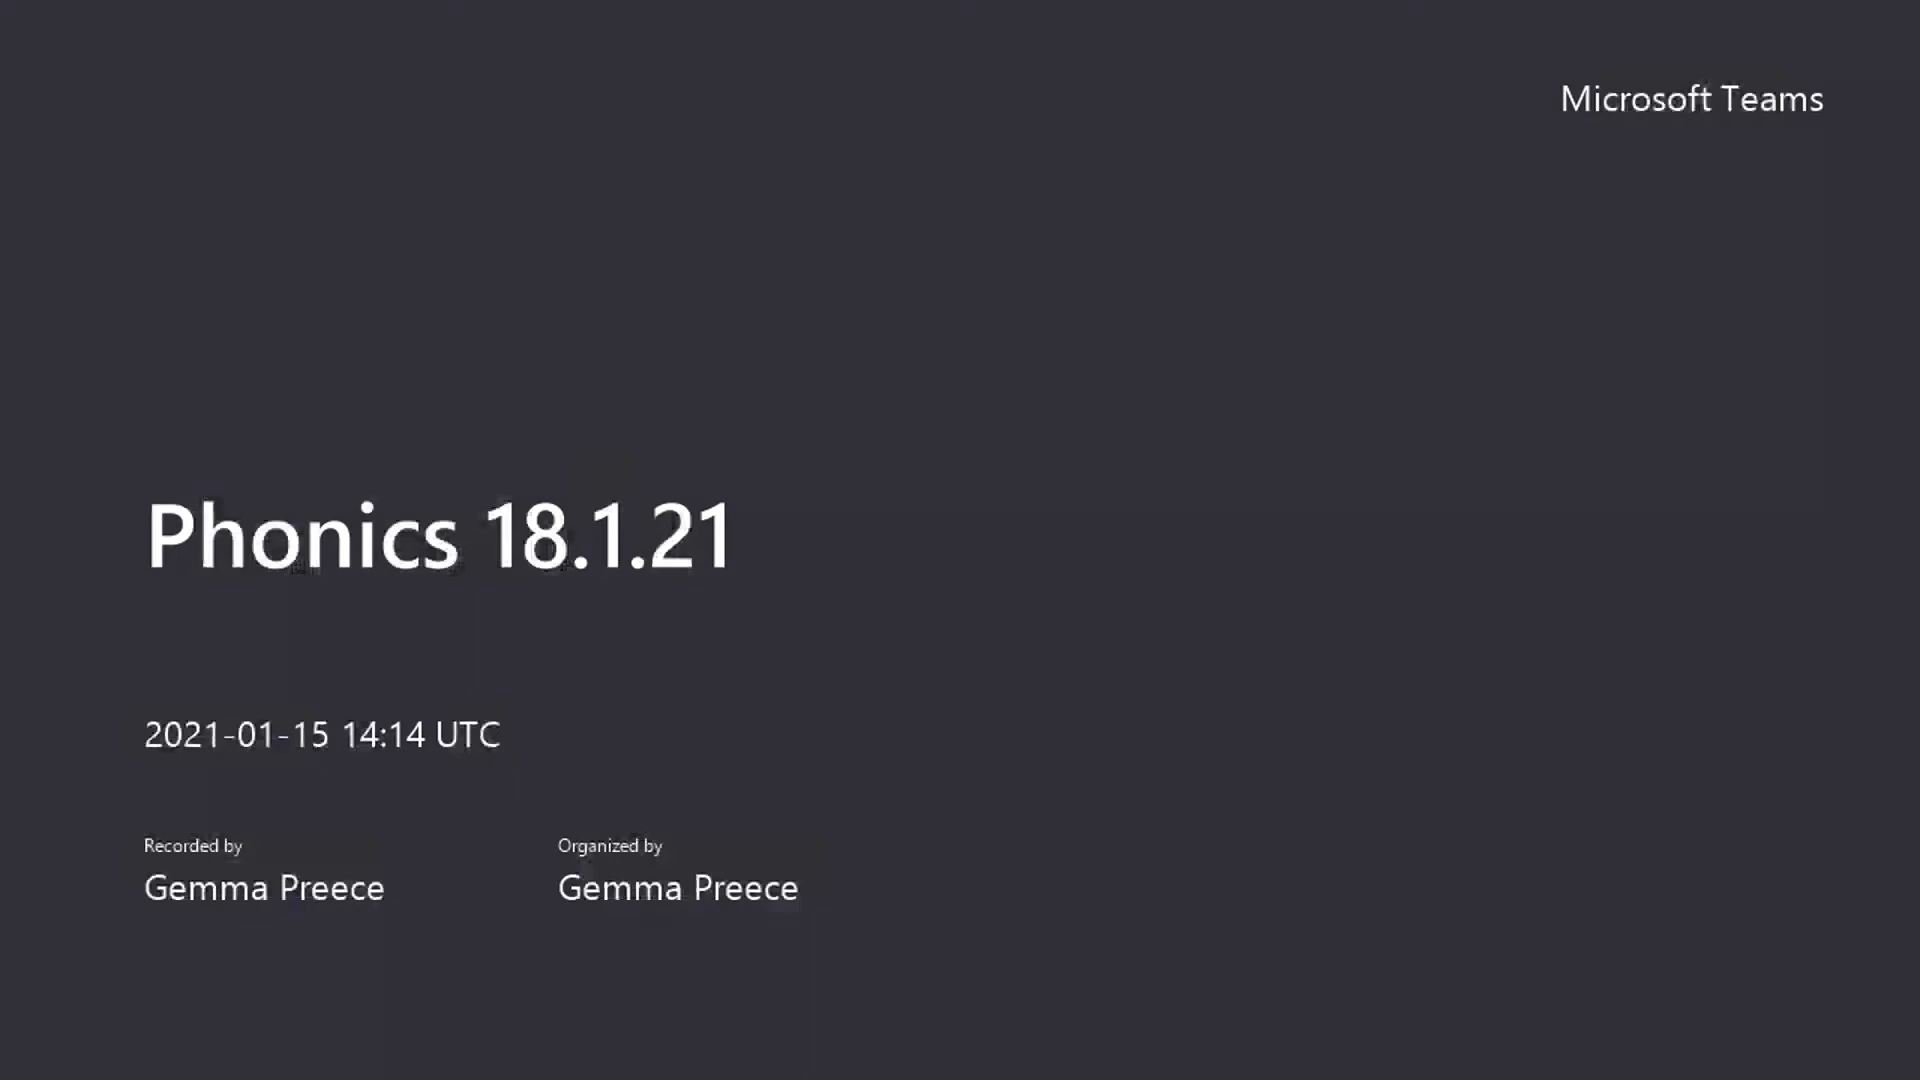 Microsoft Teams
Phonics 18.1.21
2021-01-15 14:14 UTC
Recorded by
Gemma Preece
Organized by
Gemma Preece